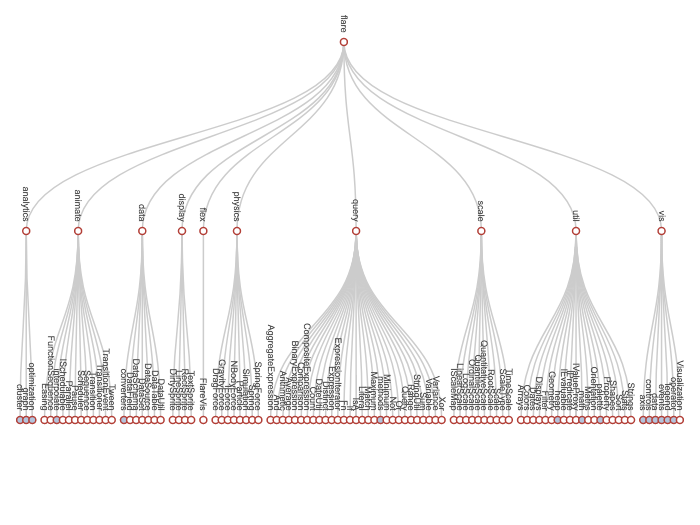 flare
analytics
animate
data
display
flex
physics
query
scale
util
vis
cluster
graph
optimization
Easing
FunctionSequence
ISchedulable
Parallel
Pause
Scheduler
Sequence
Transition
TransitionEvent
Tween
converters
DataField
DataSchema
DataSet
DataSource
DataTable
DataUtil
DirtySprite
LineSprite
RectSprite
TextSprite
FlareVis
DragForce
GravityForce
IForce
NBodyForce
Particle
Simulation
Spring
SpringForce
AggregateExpression
And
Arithmetic
Average
BinaryExpression
Comparison
CompositeExpression
Count
DateUtil
Distinct
Expression
ExpressionIterator
Fn
If
IsA
Literal
Match
Maximum
methods
Minimum
Not
Or
Query
Range
StringUtil
Sum
Variable
Variance
Xor
IScaleMap
LinearScale
LogScale
OrdinalScale
QuantileScale
QuantitativeScale
RootScale
Scale
ScaleType
TimeScale
Arrays
Colors
Dates
Displays
Filter
Geometry
heap
IEvaluable
IPredicate
IValueProxy
math
Maths
Orientation
palette
Property
Shapes
Sort
Stats
Strings
axis
controls
data
events
legend
operator
Visualization